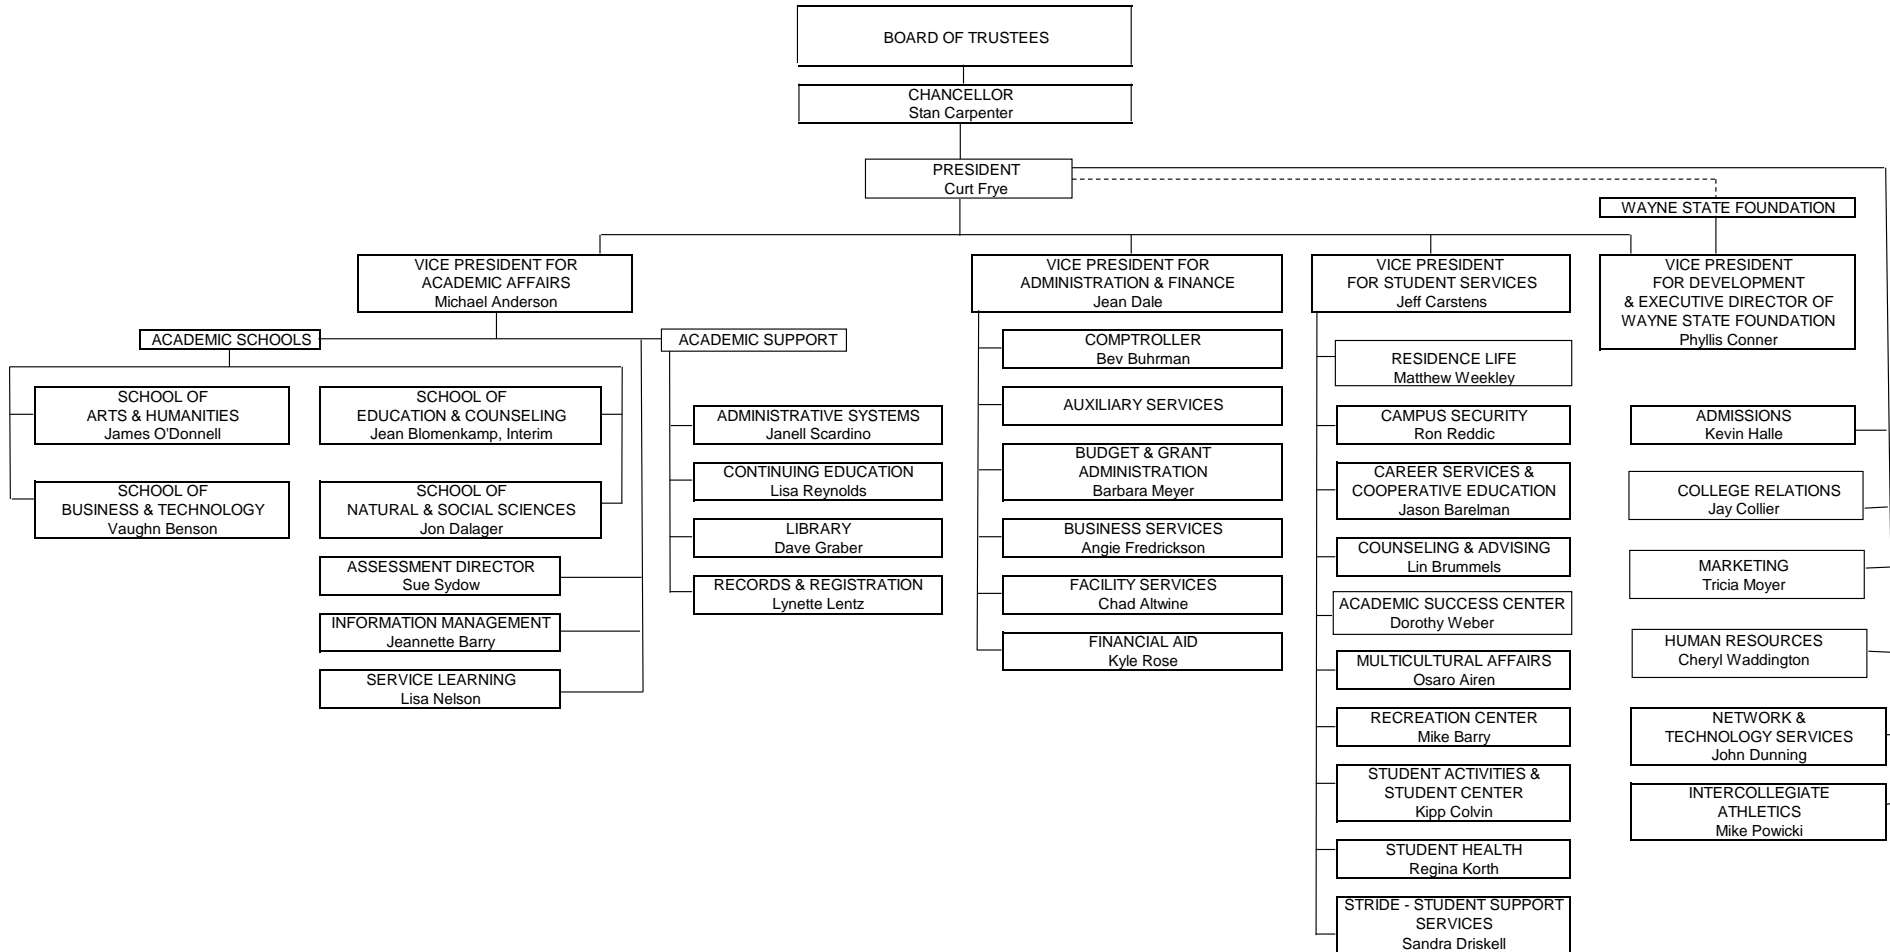 BOARD OF TRUSTEES
CHANCELLOR
Stan Carpenter
PRESIDENT
Curt Frye
WAYNE STATE FOUNDATION
VICE PRESIDENT FOR
ACADEMIC AFFAIRS
Michael Anderson
VICE PRESIDENT FOR
ADMINISTRATION & FINANCE
Jean Dale
VICE PRESIDENT
FOR STUDENT SERVICES
Jeff Carstens
VICE PRESIDENT
FOR DEVELOPMENT
& EXECUTIVE DIRECTOR OF
WAYNE STATE FOUNDATION
Phyllis Conner
ACADEMIC SCHOOLS
SCHOOL OF
ARTS & HUMANITIES
James O'Donnell
SCHOOL OF
EDUCATION & COUNSELING
Jean Blomenkamp, Interim
SCHOOL OF
BUSINESS & TECHNOLOGY
Vaughn Benson
SCHOOL OF
NATURAL & SOCIAL SCIENCES
Jon Dalager
ASSESSMENT DIRECTOR
Sue Sydow
INFORMATION MANAGEMENT
Jeannette Barry
SERVICE LEARNING
Lisa Nelson
ACADEMIC SUPPORT
ADMINISTRATIVE SYSTEMS
Janell Scardino
CONTINUING EDUCATION
Lisa Reynolds
LIBRARY
Dave Graber
RECORDS & REGISTRATION
Lynette Lentz
COMPTROLLER
Bev Buhrman
AUXILIARY SERVICES
BUDGET & GRANT
ADMINISTRATION
Barbara Meyer
BUSINESS SERVICES
Angie Fredrickson
FACILITY SERVICES
Chad Altwine
FINANCIAL AID
Kyle Rose
RESIDENCE LIFE
Matthew Weekley
CAMPUS SECURITY
Ron Reddic
CAREER SERVICES &
COOPERATIVE EDUCATION
Jason Barelman
COUNSELING & ADVISING
Lin Brummels
ACADEMIC SUCCESS CENTER
Dorothy Weber
MULTICULTURAL AFFAIRS
Osaro Airen
RECREATION CENTER
Mike Barry
STUDENT ACTIVITIES &
STUDENT CENTER
Kipp Colvin
STUDENT HEALTH
Regina Korth
STRIDE - STUDENT SUPPORT
SERVICES
Sandra Driskell
ADMISSIONS
Kevin Halle
COLLEGE RELATIONS
Jay Collier
MARKETING
Tricia Moyer
HUMAN RESOURCES
Cheryl Waddington
NETWORK &
TECHNOLOGY SERVICES
John Dunning
INTERCOLLEGIATE
ATHLETICS
Mike Powicki